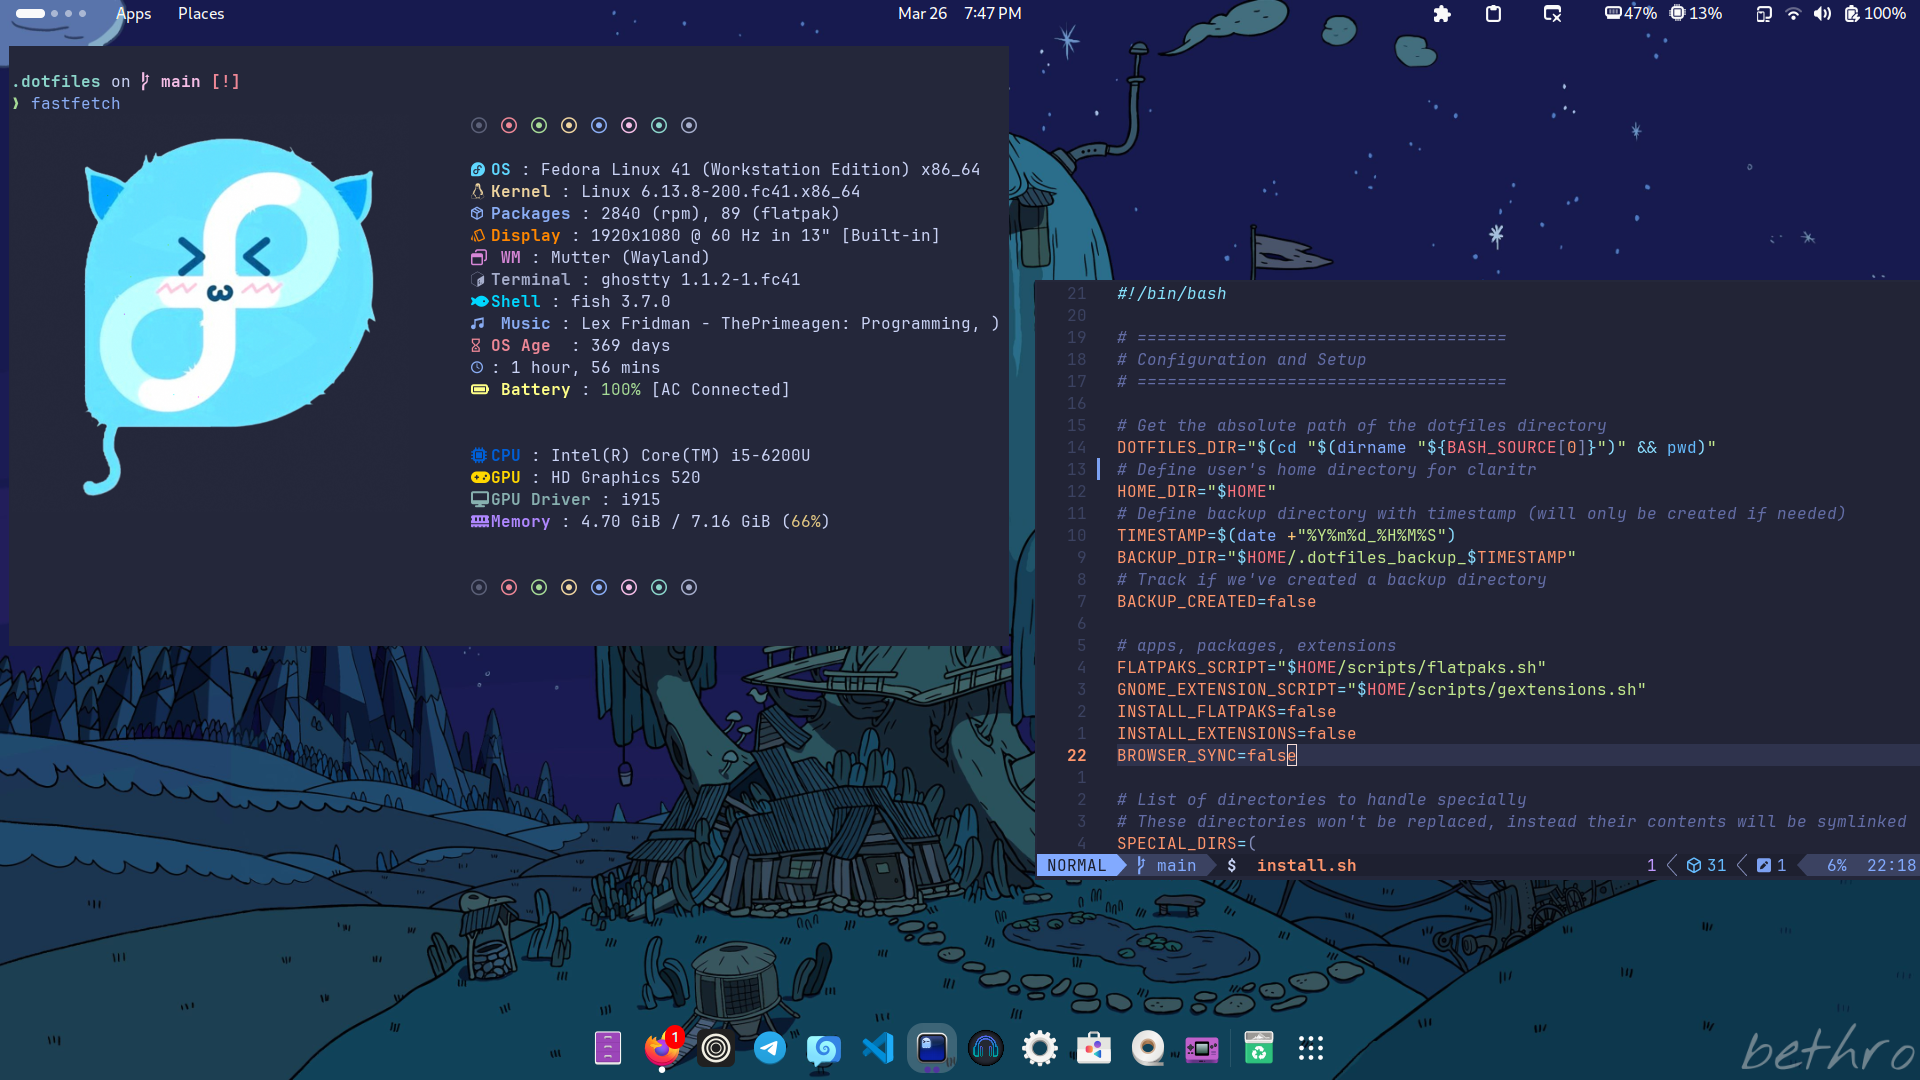 Apps Places Mar 26 7:47 PM 47% 13% 100%
.dotfiles on main [!]
❯ fastfetch
OS : Fedora Linux 41 (Workstation Edition) x86_64
Kernel : Linux 6.13.8-200.fc41.x86_64
Packages : 2840 (rpm), 89 (flatpak)
Display : 1920x1080 @ 60 Hz in 13" [Built-in]
WM : Mutter (Wayland)
Terminal : ghostty 1.1.2-1.fc41
Shell : fish 3.7.0
Music : Lex Fridman - ThePrimeagen: Programming, )
OS Age : 369 days
: 1 hour, 56 mins
Battery : 100% [AC Connected]
CPU : Intel(R) Core(TM) i5-6200U
GPU : HD Graphics 520
GPU Driver : i915
Memory : 4.70 GiB / 7.16 GiB (66%)
21 #!/bin/bash
20
19 # =====================================
18 # Configuration and Setup
17 # =====================================
16
15 # Get the absolute path of the dotfiles directory
14 DOTFILES_DIR="$(cd "$(dirname "${BASH_SOURCE[0]}")" && pwd)"
13 # Define user's home directory for claritr
12 HOME_DIR="$HOME"
11 # Define backup directory with timestamp (will only be created if needed)
10 TIMESTAMP=$(date +"%Y%m%d_%H%M%S")
9 BACKUP_DIR="$HOME/.dotfiles_backup_$TIMESTAMP"
8 # Track if we've created a backup directory
7 BACKUP_CREATED=false
6
5 # apps, packages, extensions
4 FLATPAKS_SCRIPT="$HOME/scripts/flatpaks.sh"
3 GNOME_EXTENSION_SCRIPT="$HOME/scripts/gextensions.sh"
2 INSTALL_FLATPAKS=false
1 INSTALL_EXTENSIONS=false
22 BROWSER_SYNC=false
1
2 # List of directories to handle specially
3 # These directories won't be replaced, instead their contents will be symlinked
4 SPECIAL_DIRS=(
NORMAL main $ install.sh 1 31 1 6% 22:18
1
bethro